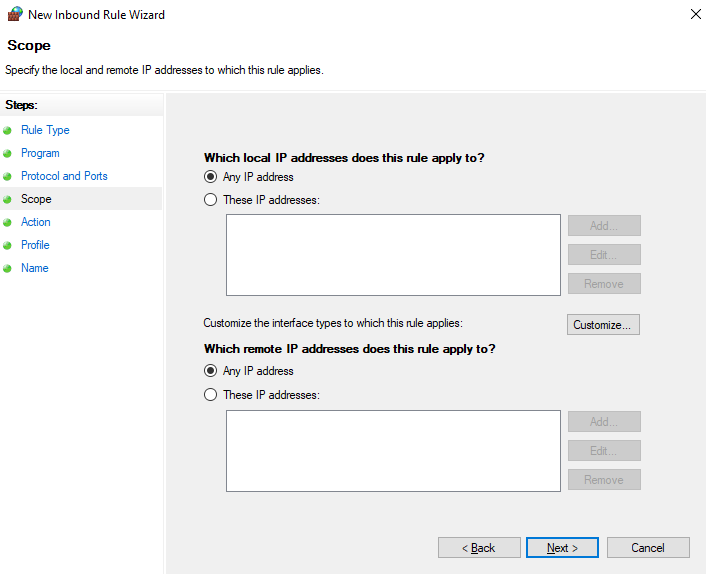 New Inbound Rule Wizard
Scope
Specify the local and remote IP addresses to which this rule applies.
Steps:
Rule Type
Program
Protocol and Ports
Scope
Action
Profile
Name
Which local IP addresses does this rule apply to?
Any IP address
These IP addresses:
Add...
Edit...
Remove
Customize the interface types to which this rule applies:
Customize...
Which remote IP addresses does this rule apply to?
Any IP address
These IP addresses:
Add...
Edit...
Remove
< Back
Next >
Cancel